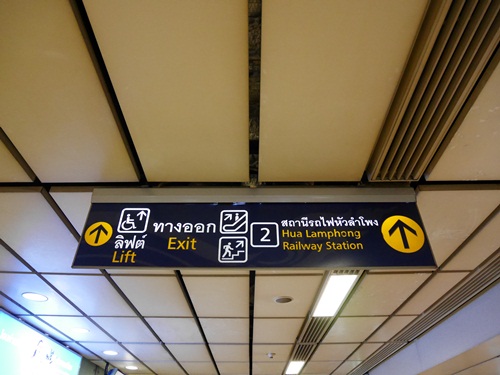 ลิฟต์
Lift
ทางออก
Exit
2
สถานีรถไฟหัวลำโพง
Hua Lamphong
Railway Station